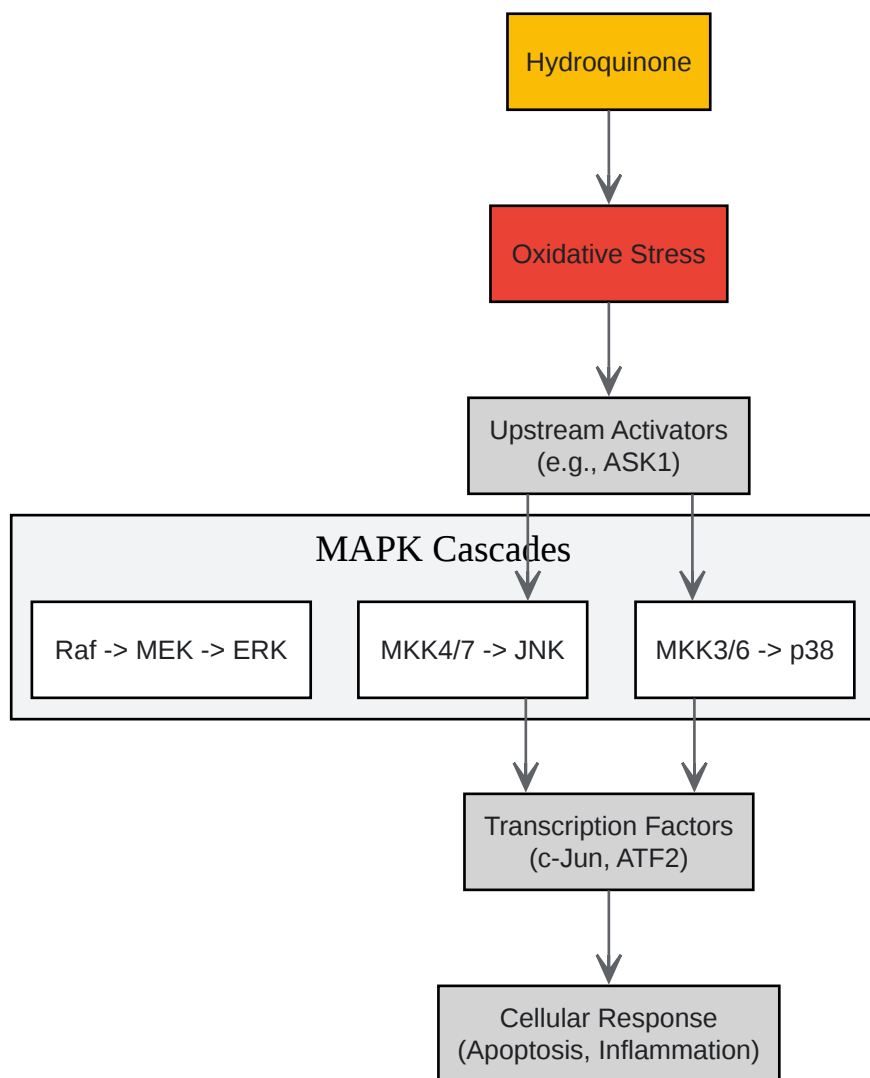 Hydroquinone
Oxidative Stress
Upstream Activators
(e.g., ASK1)
MAPK Cascades
Raf -> MEK -> ERK
MKK4/7 -> JNK
MKK3/6 -> p38
Transcription Factors
(c-Jun, ATF2)
Cellular Response
(Apoptosis, Inflammation)